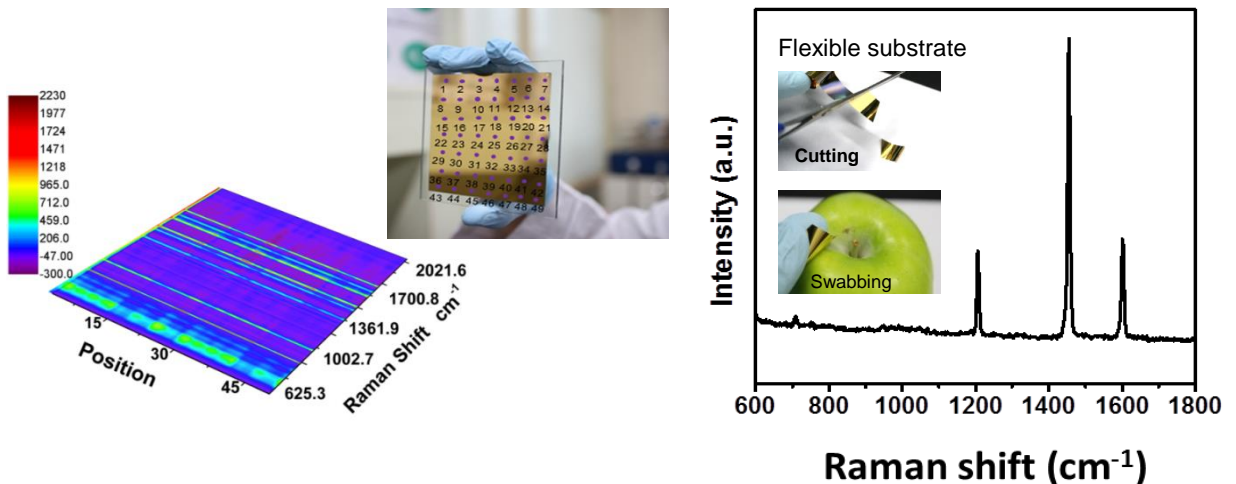 2230
1977
1724
1471
1218
965.0
712.0
459.0
206.0
-47.00
-300.0
15
30
45
Position
625.3
1002.7
1361.9
1700.8
2021.6
Raman Shift cm⁻¹
1 2 3 4 5 6 7
8 9 10 11 12 13 14
15 16 17 18 19 20 21
22 23 24 25 26 27 28
29 30 31 32 33 34 35
36 37 38 39 40 41 42
43 44 45 46 47 48 49
Intensity (a.u.)
Flexible substrate
Cutting
Swabbing
600 800 1000 1200 1400 1600 1800
Raman shift (cm⁻¹)